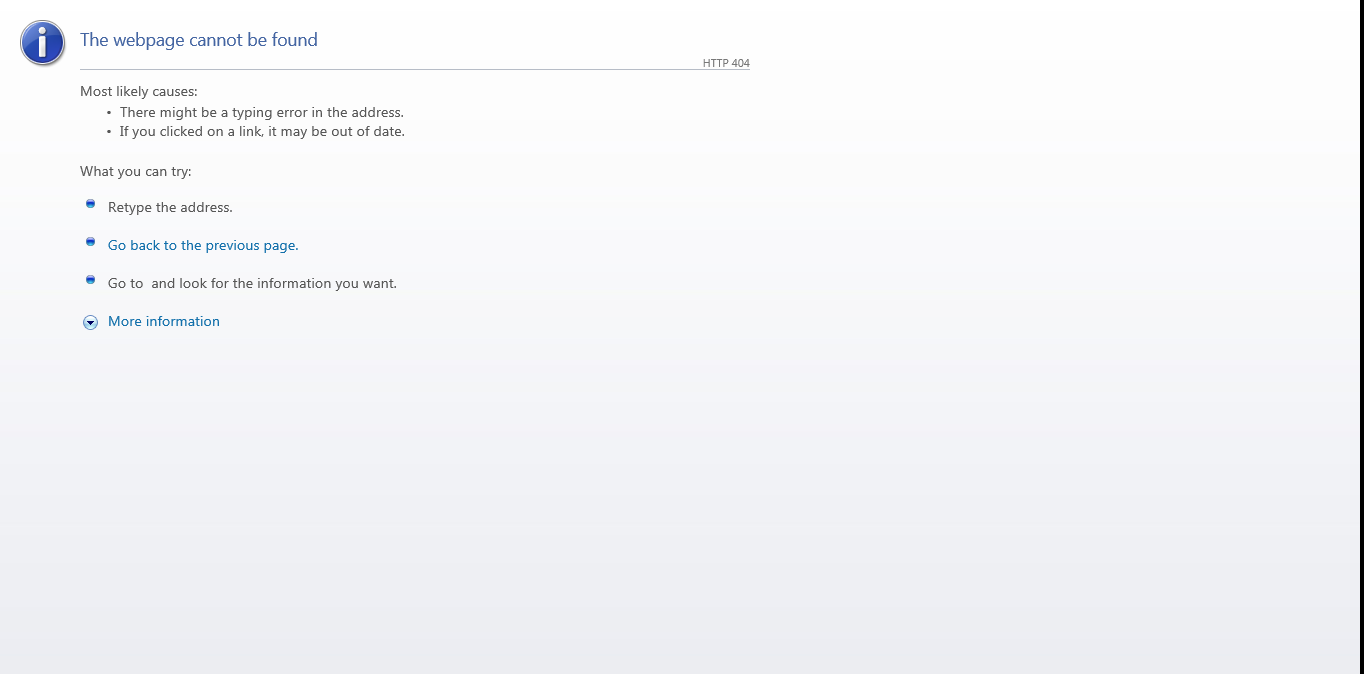 The webpage cannot be found
HTTP 404
Most likely causes:
• There might be a typing error in the address.
• If you clicked on a link, it may be out of date.
What you can try:
Retype the address.
Go back to the previous page.
Go to  and look for the information you want.
More information